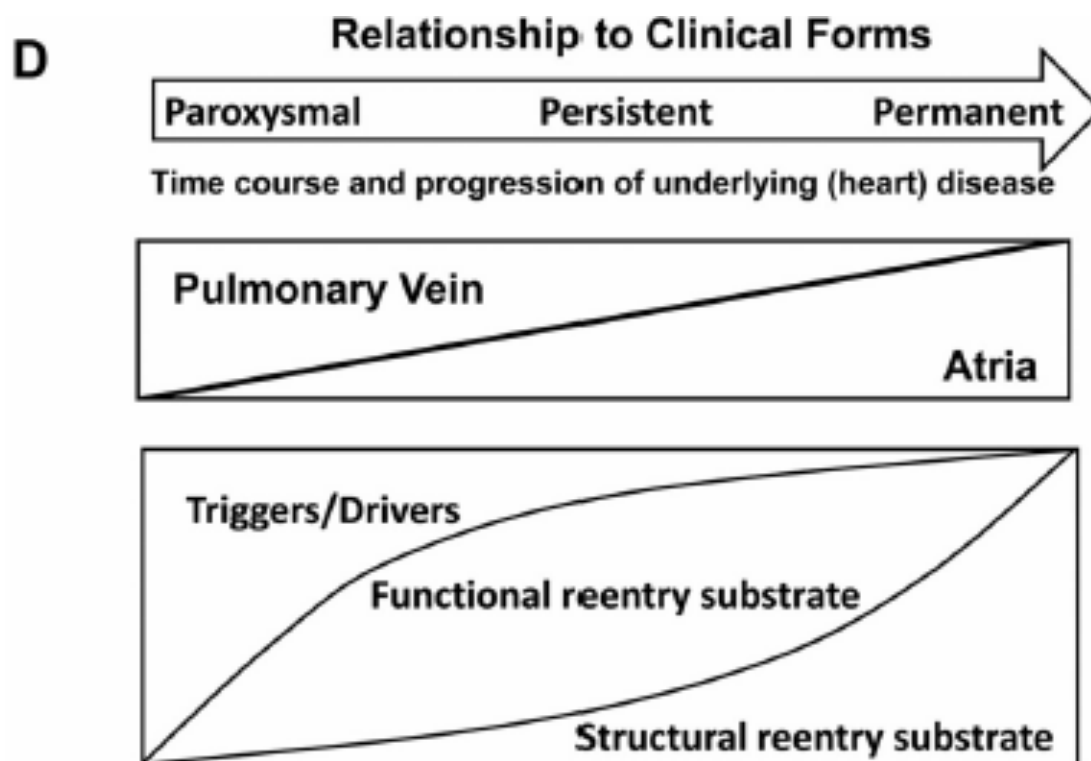 D
Relationship to Clinical Forms
Paroxysmal Persistent Permanent
Time course and progression of underlying (heart) disease
Pulmonary Vein
Atria
Triggers/Drivers
Functional reentry substrate
Structural reentry substrate